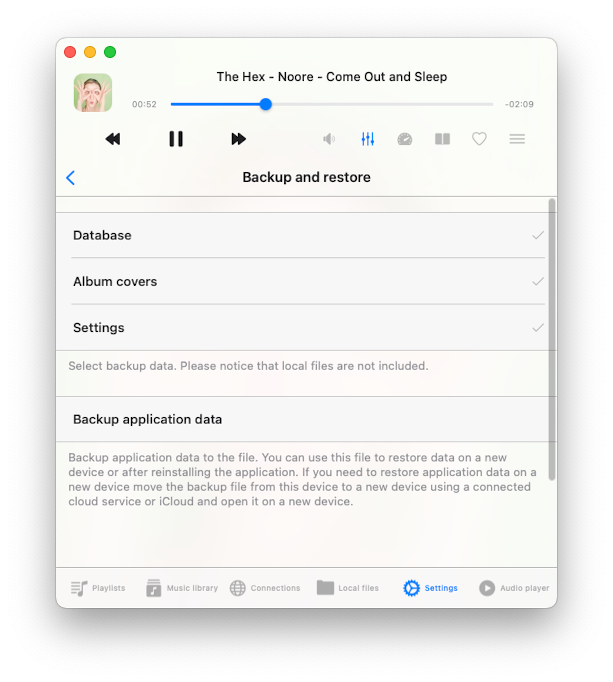 The Hex - Noore - Come Out and Sleep
00:52
-02:09
Backup and restore
Database
Album covers
Settings
Select backup data. Please notice that local files are not included.
Backup application data
Backup application data to the file. You can use this file to restore data on a new
device or after reinstalling the application. If you need to restore application data on a
new device move the backup file from this device to a new device using a connected
cloud service or iCloud and open it on a new device.
Playlists
Music library
Connections
Local files
Settings
Audio player